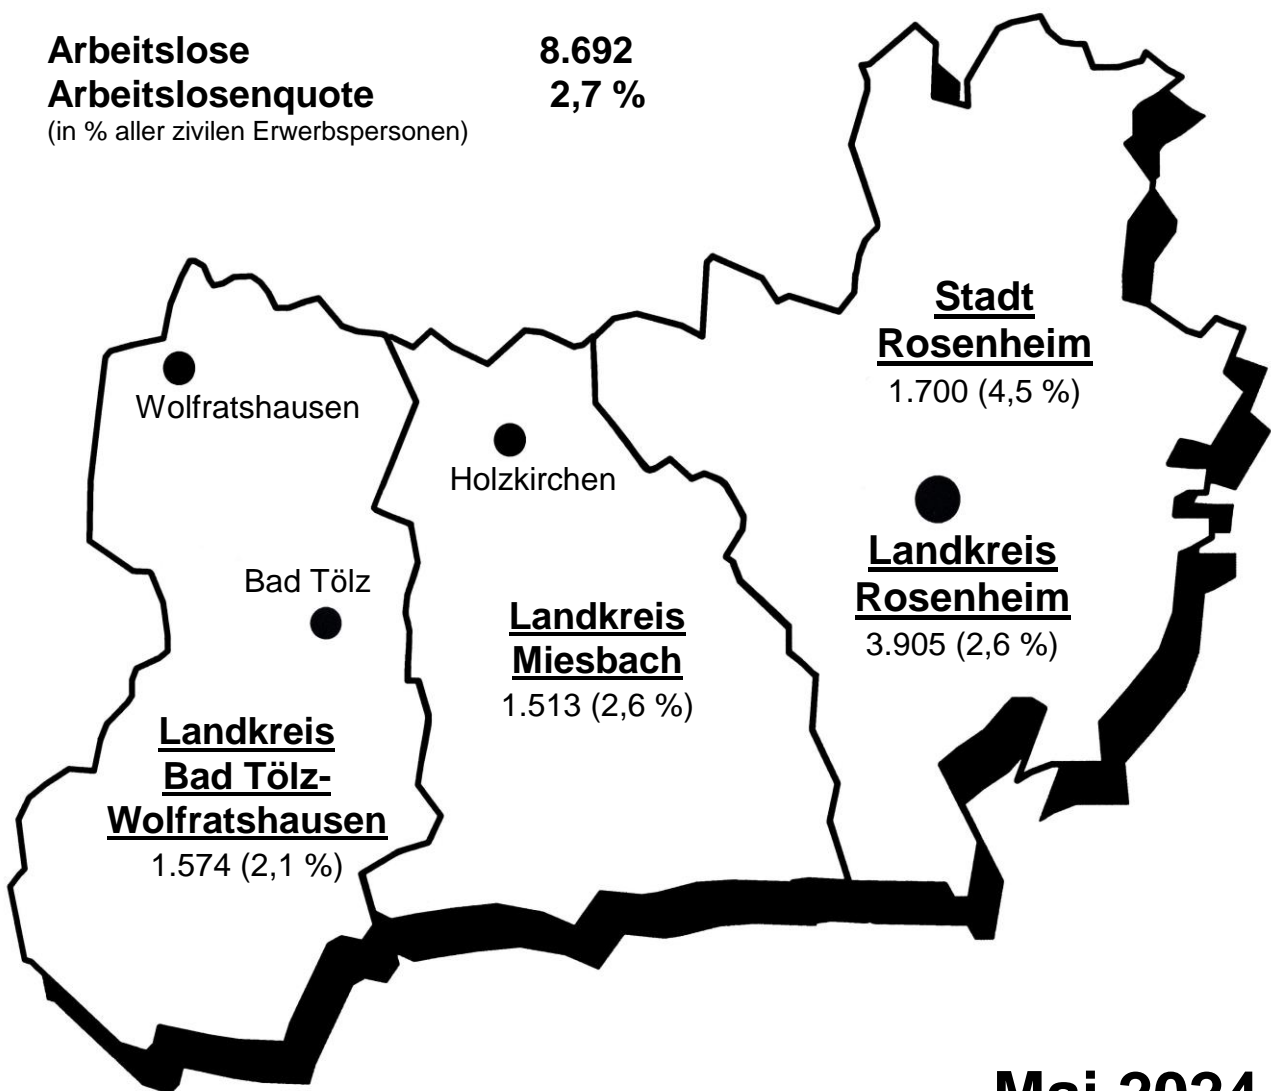 Arbeitslose 8.692
Arbeitslosenquote 2,7 %
(in % aller zivilen Erwerbspersonen)
Stadt
Rosenheim
1.700 (4,5 %)
Wolfratshausen
Holzkirchen
Landkreis
Rosenheim
3.905 (2,6 %)
Bad Tölz
Landkreis
Miesbach
1.513 (2,6 %)
Landkreis
Bad Tölz-
Wolfratshausen
1.574 (2,1 %)
Mai 2024